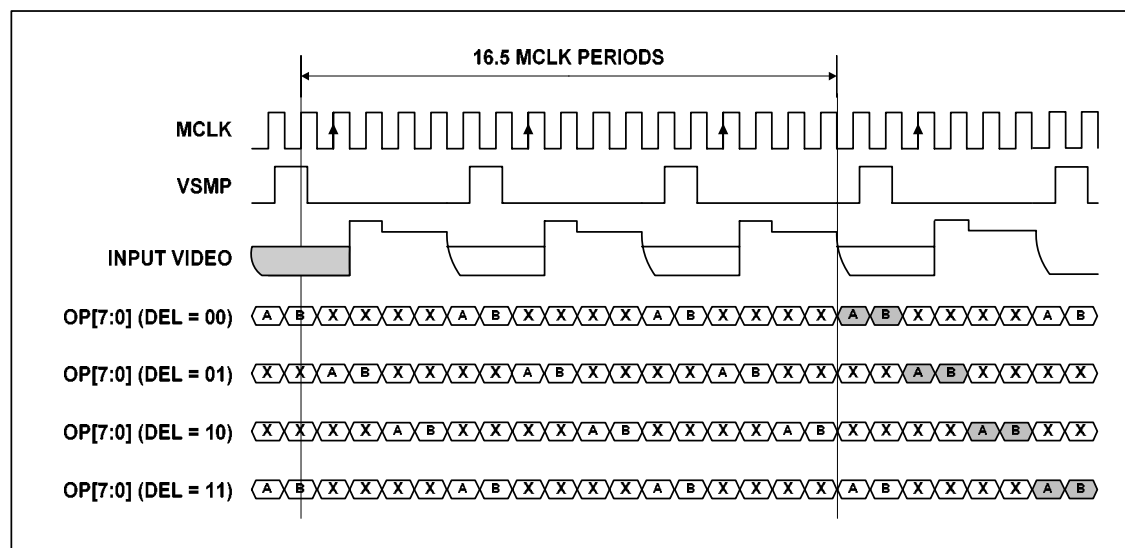 16.5 MCLK PERIODS
MCLK
VSMP
INPUT VIDEO
OP[7:0] (DEL = 00) A B X X X X A B X X X X A B X X X X A B X X X X A B
OP[7:0] (DEL = 01) X X A B X X X X A B X X X X A B X X X X A B X X X X
OP[7:0] (DEL = 10) X X X X A B X X X X A B X X X X A B X X X X A B X X
OP[7:0] (DEL = 11) A B X X X X A B X X X X A B X X X X A B X X X X A B